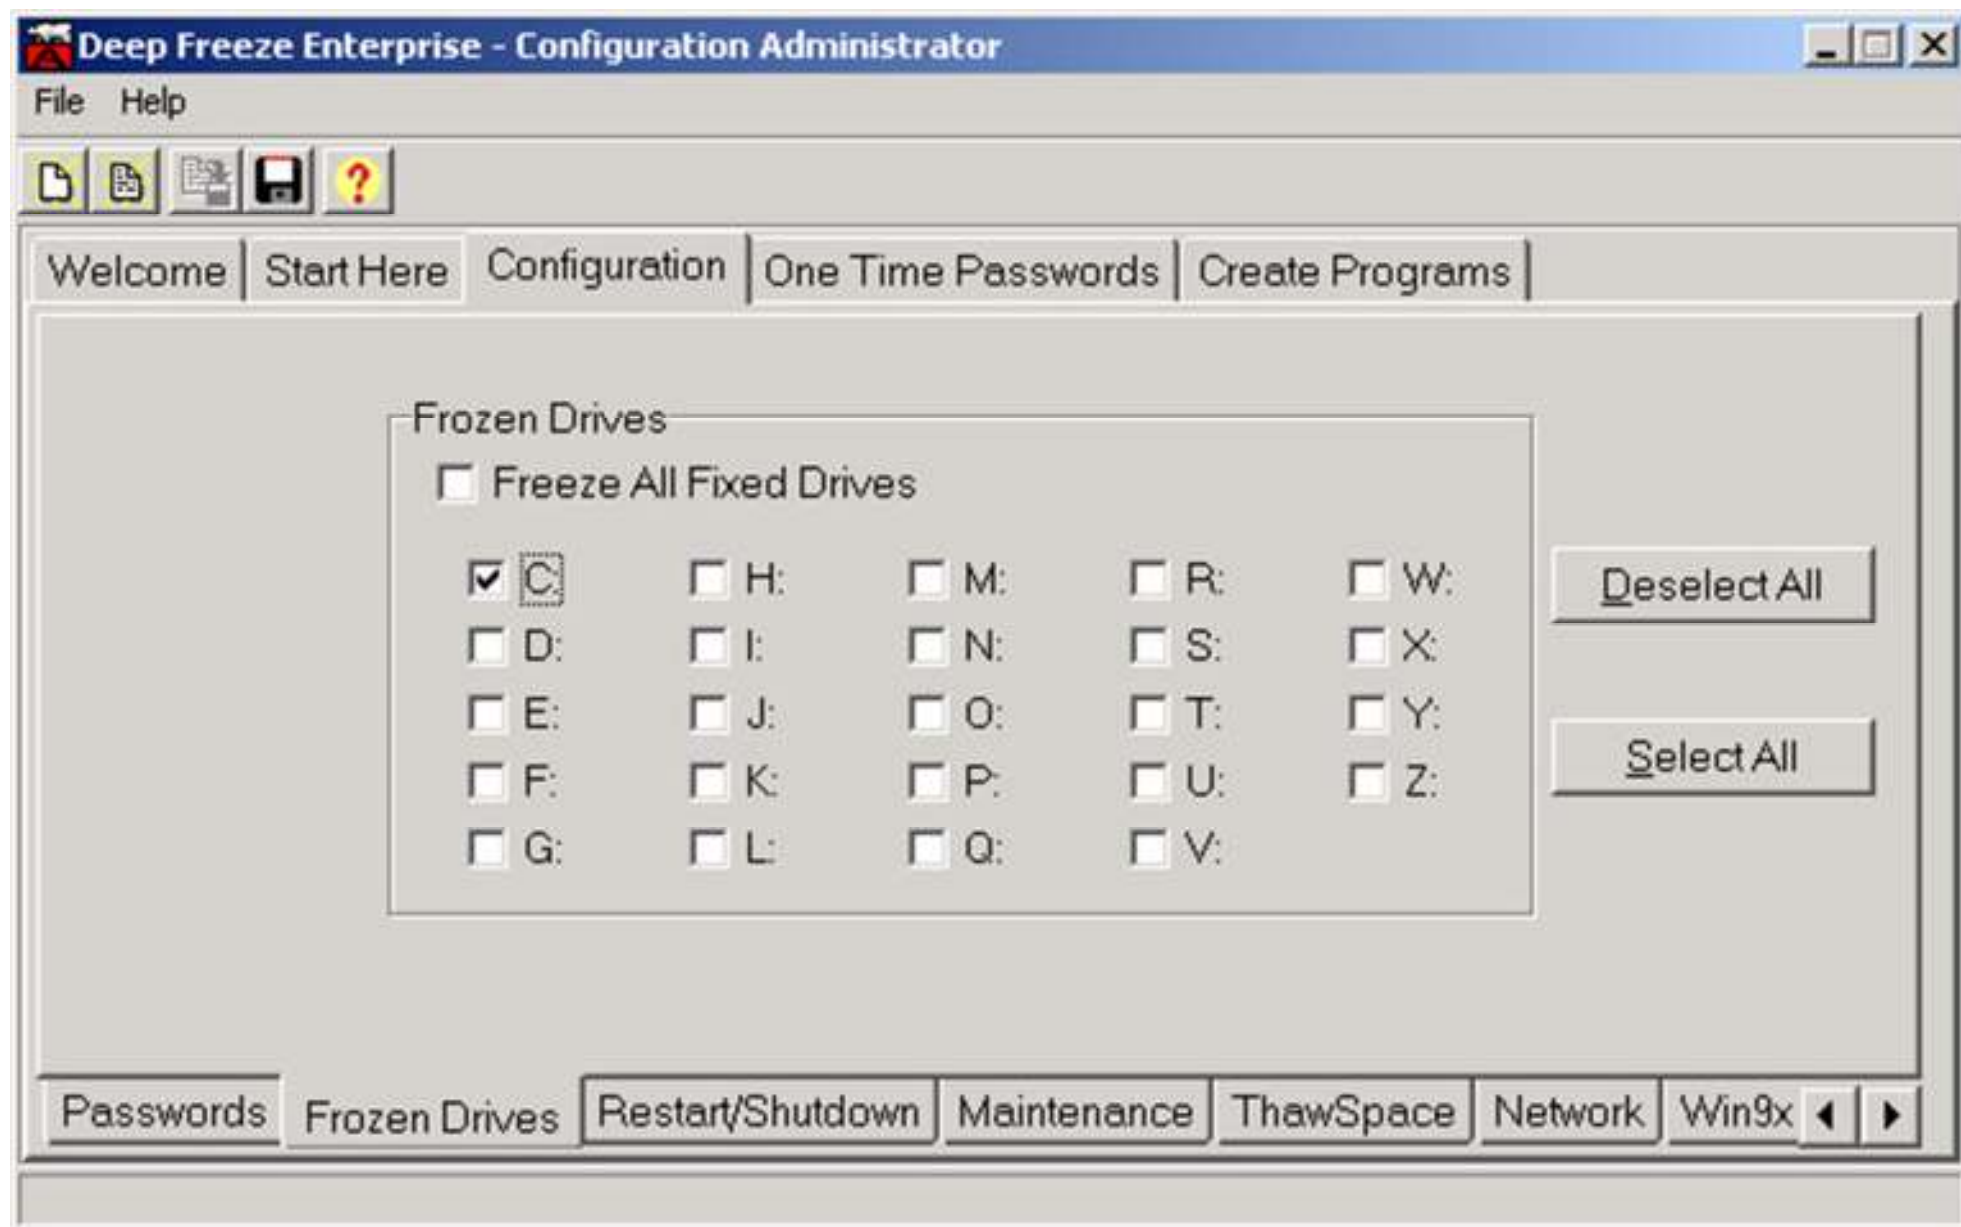 Deep Freeze Enterprise - Configuration Administrator
File Help
Welcome Start Here Configuration One Time Passwords Create Programs
Frozen Drives
Freeze All Fixed Drives
C: H: M: R: W: Deselect All
D: I: N: S: X:
E: J: O: T: Y:
F: K: P: U: Z: Select All
G: L: Q: V:
Passwords Frozen Drives Restart/Shutdown Maintenance ThawSpace Network Win9x